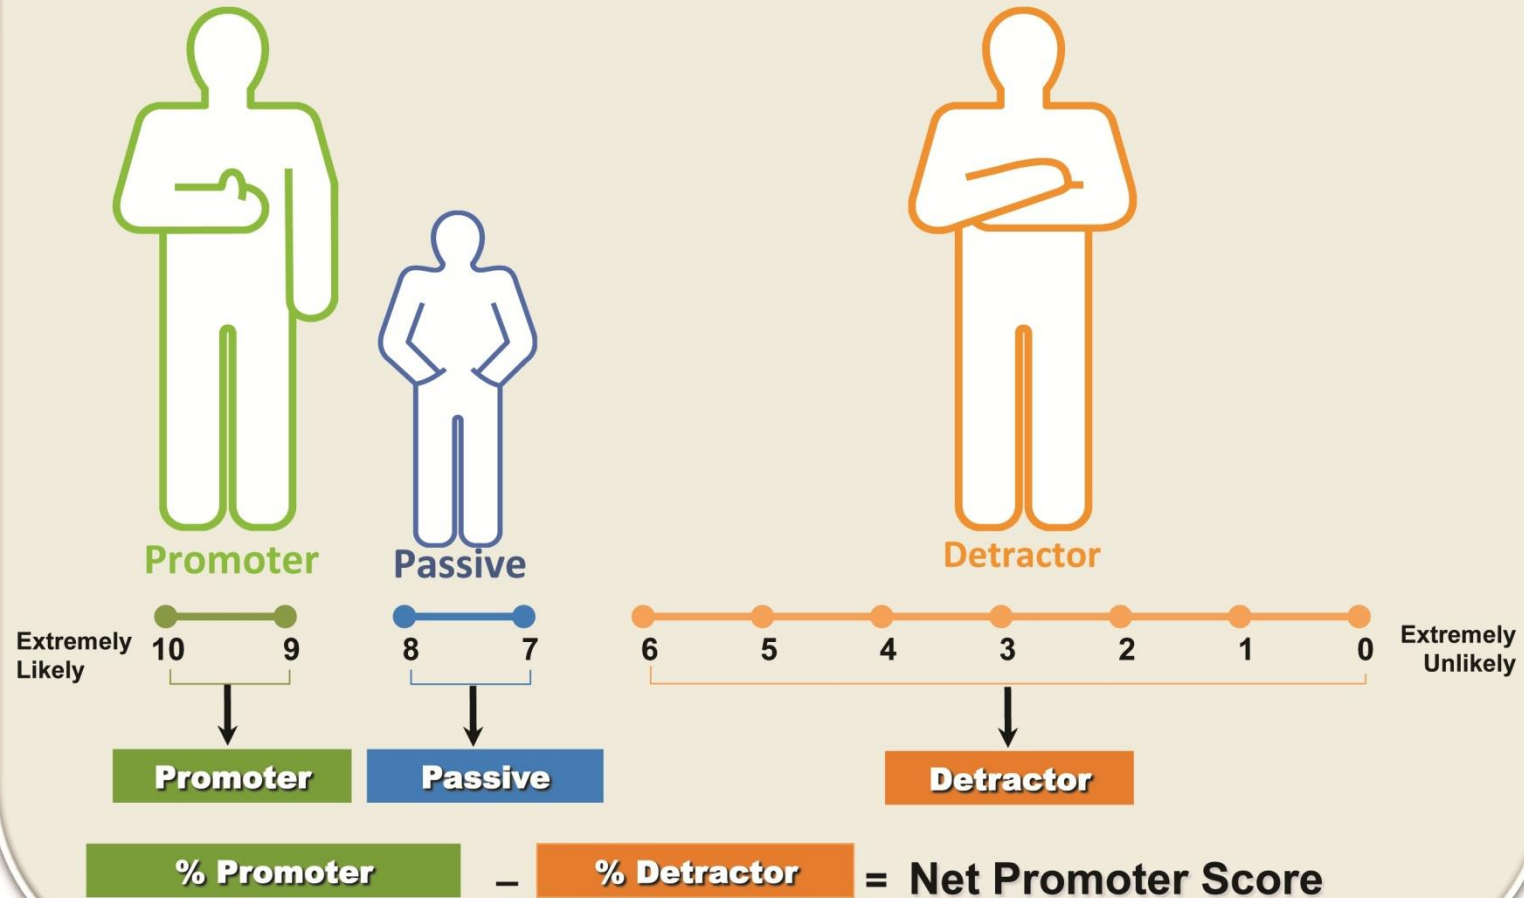 Promoter
Passive
Detractor
Extremely
Likely
10 9 8 7 6 5 4 3 2 1 0
Extremely
Unlikely
Promoter
Passive
Detractor
% Promoter – % Detractor = Net Promoter Score